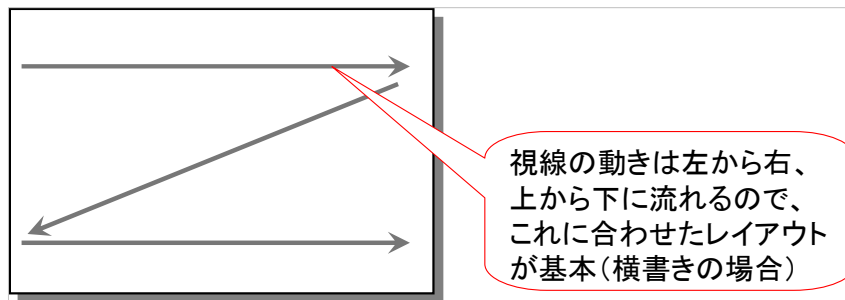 視線の動きは左から右、
上から下に流れるので、
これに合わせたレイアウト
が基本（横書きの場合）